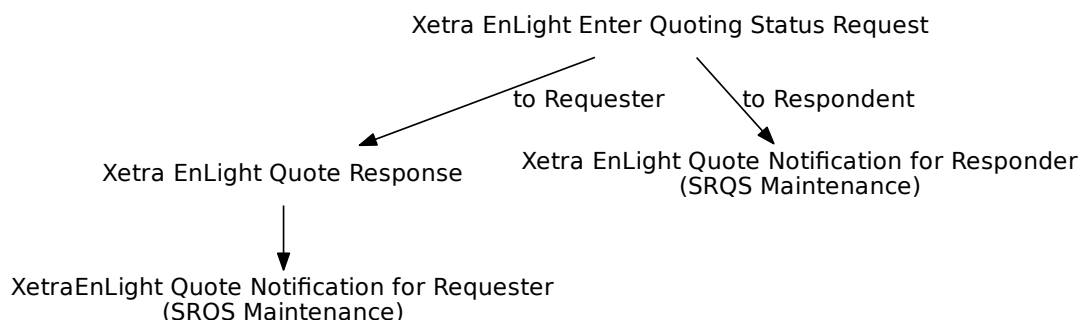 Xetra EnLight Enter Quoting Status Request
to Requester
to Respondent
Xetra EnLight Quote Response
Xetra EnLight Quote Notification for Responder
(SRQS Maintenance)
XetraEnLight Quote Notification for Requester
(SRQS Maintenance)